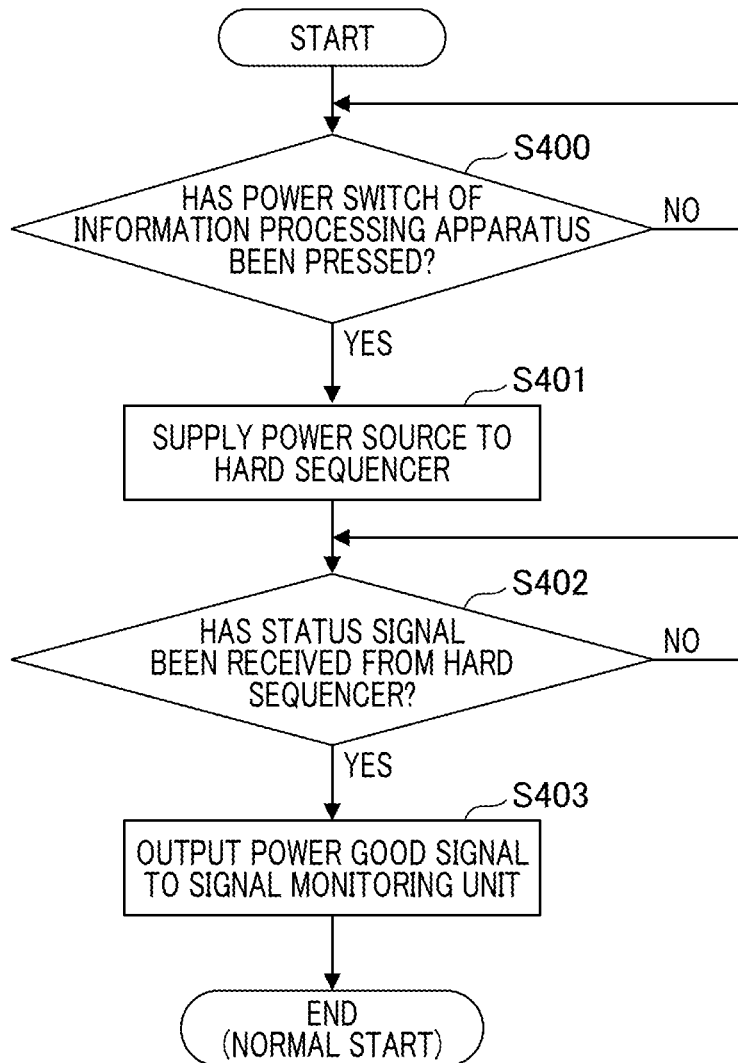 START
S400
HAS POWER SWITCH OF
INFORMATION PROCESSING APPARATUS
BEEN PRESSED?
NO
YES
S401
SUPPLY POWER SOURCE TO
HARD SEQUENCER
S402
HAS STATUS SIGNAL
BEEN RECEIVED FROM HARD
SEQUENCER?
NO
YES
S403
OUTPUT POWER GOOD SIGNAL
TO SIGNAL MONITORING UNIT
END
(NORMAL START)